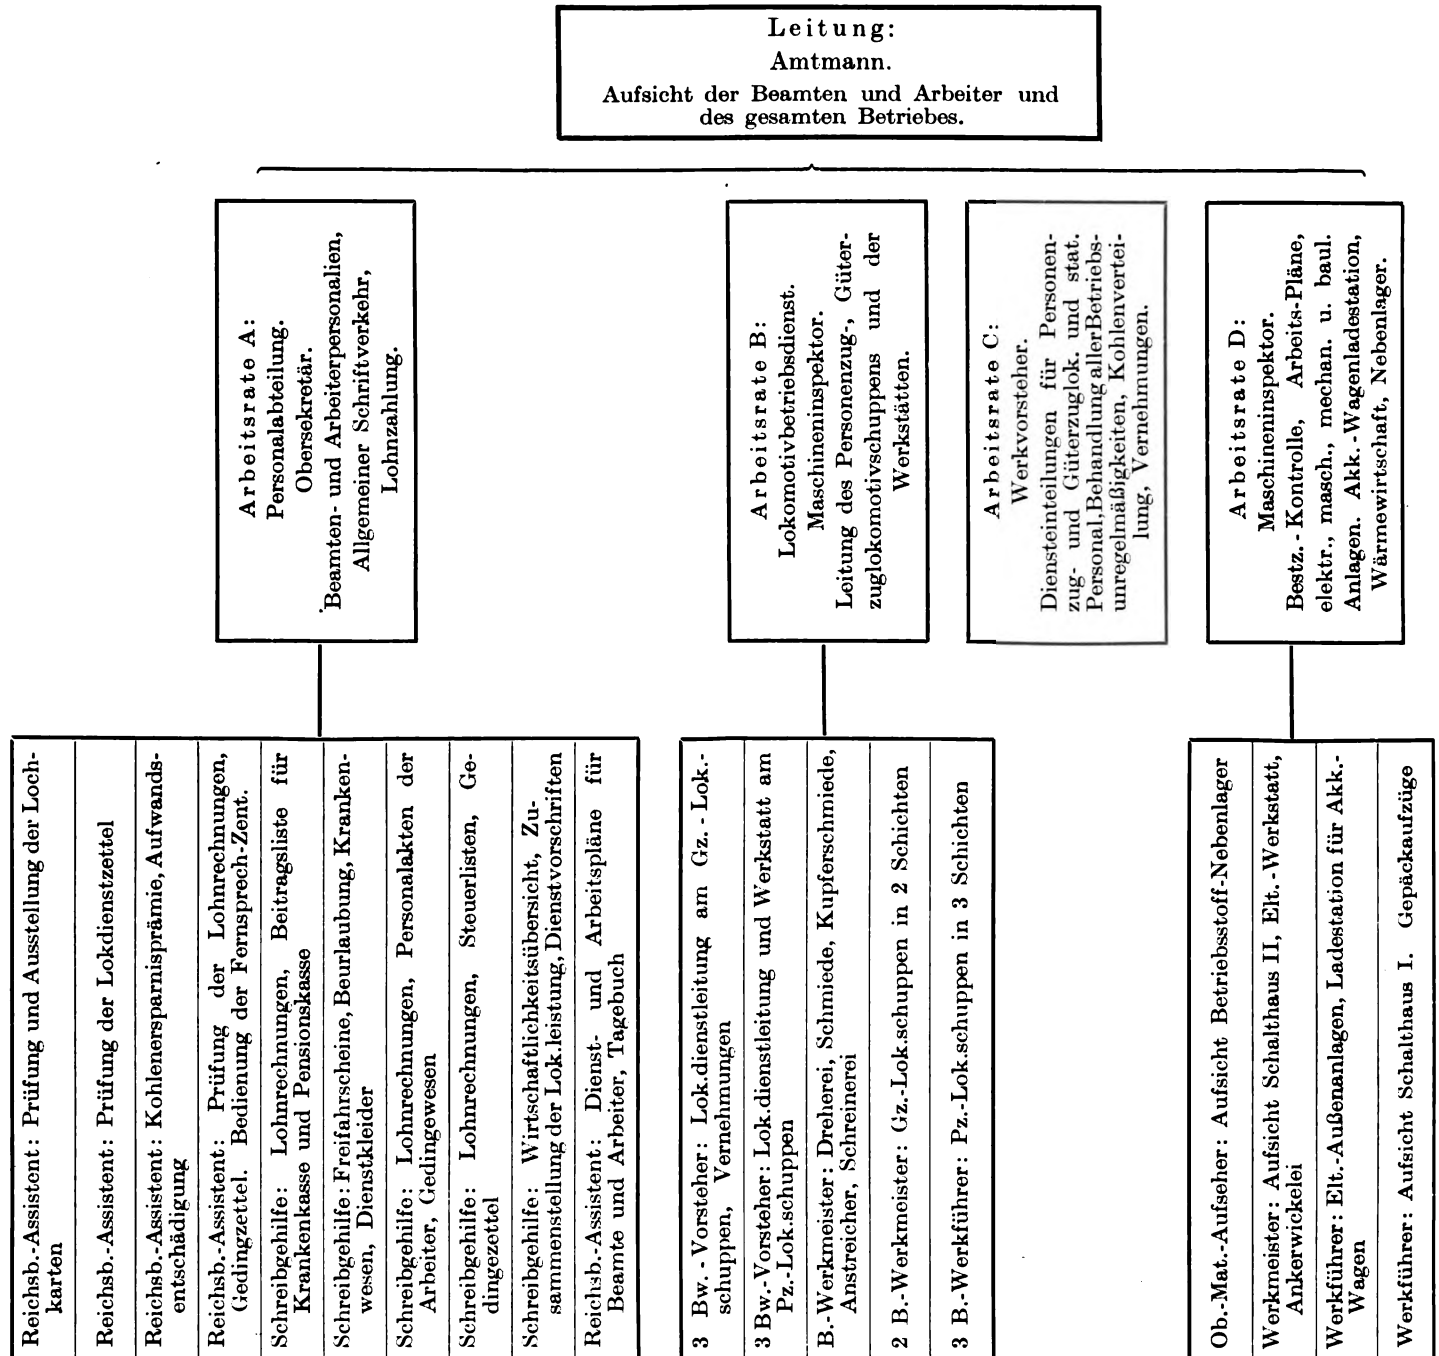 Leitung:
Amtmann.
Aufsicht der Beamten und Arbeiter und
des gesamten Betriebes.
Arbeitsrate A:
Personalabteilung.
Obersekretär.
Beamten- und Arbeiterpersonalien,
Allgemeiner Schriftverkehr,
Lohnzahlung.
Arbeitsrate B:
Lokomotivbetriebsdienst.
Maschineninspektor.
Leitung des Personenzug-, Güter-
zuglokomotivschuppens und der
Werkstätten.
Arbeitsrate C:
Werkvorsteher.
Diensteinteilungen für Personen-
zug- und Güterzuglok. und stat.
Personal, Behandlung aller Betriebs-
unregelmäßigkeiten, Kohlenvertei-
lung, Vernehmungen.
Arbeitsrate D:
Maschineninspektor.
Bestz.-Kontrolle, Arbeits-Pläne,
elektr., masch., mechan. u. baul.
Anlagen. Akk.-Wagenladestation,
Wärmewirtschaft, Nebenlager.
Reichsb.-Assistent: Prüfung und Ausstellung der Loch-
karten
Reichsb.-Assistent: Prüfung der Lokdienstzettel
Reichsb.-Assistent: Kohlenersparnisprämie, Aufwands-
entschädigung
Reichsb.-Assistent: Prüfung der Lohnrechnungen,
Gedingzettel. Bedienung der Fernsprech-Zent.
Schreibgehilfe: Lohnrechnungen, Beitragsliste für
Krankenkasse und Pensionskasse
Schreibgehilfe: Freifahrscheine, Beurlaubung, Kranken-
wesen, Dienstkleider
Schreibgehilfe: Lohnrechnungen, Personalakten der
Arbeiter, Gedingewesen
Schreibgehilfe: Lohnrechnungen, Steuerlisten, Ge-
dingezettel
Schreibgehilfe: Wirtschaftlichkeitsübersicht, Zu-
sammenstellung der Lok.leistung, Dienstvorschriften
Reichsb.-Assistent: Dienst- und Arbeitspläne für
Beamte und Arbeiter, Tagebuch
3 Bw.-Vorsteher: Lok.dienstleitung am Gz.-Lok.-
schuppen, Vernehmungen
3 Bw.-Vorsteher: Lok.dienstleitung und Werkstatt am
Pz.-Lok.schuppen
B.-Werkmeister: Dreherei, Schmiede, Kupferschmiede,
Anstreicher, Schreinerei
2 B.-Werkmeister: Gz.-Lok.schuppen in 2 Schichten
3 B.-Werkführer: Pz.-Lok.schuppen in 3 Schichten
Ob.-Mat.-Aufseher: Aufsicht Betriebsstoff-Nebenlager
Werkmeister: Aufsicht Schalthaus II, Elt.-Werkstatt,
Ankerwickelei
Werkführer: Elt.-Außenanlagen, Ladestation für Akk.-
Wagen
Werkführer: Aufsicht Schalthaus I. Gepäckaufzüge